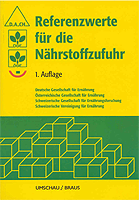 D.A.CH.
Referenzwerte
für die
Nährstoffzufuhr
1. Auflage
Deutsche Gesellschaft für Ernährung
Österreichische Gesellschaft für Ernährung
Schweizerische Gesellschaft für Ernährungsforschung
Schweizerische Vereinigung für Ernährung
UMSCHAU/BRAUS